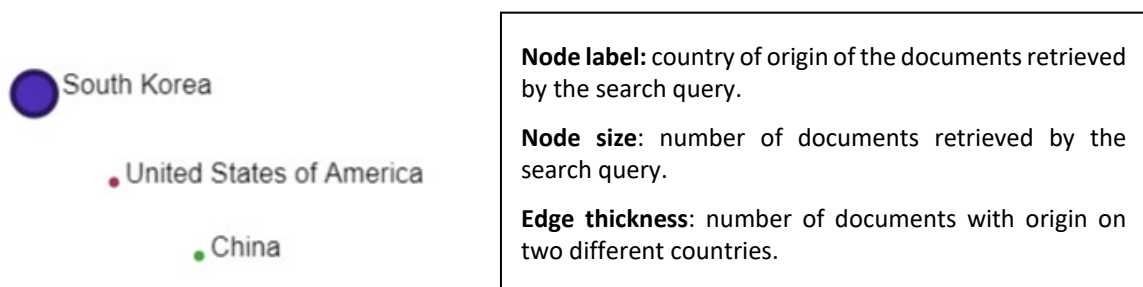 South Korea
United States of America
China
Node label: country of origin of the documents retrieved
by the search query.
Node size: number of documents retrieved by the
search query.
Edge thickness: number of documents with origin on
two different countries.